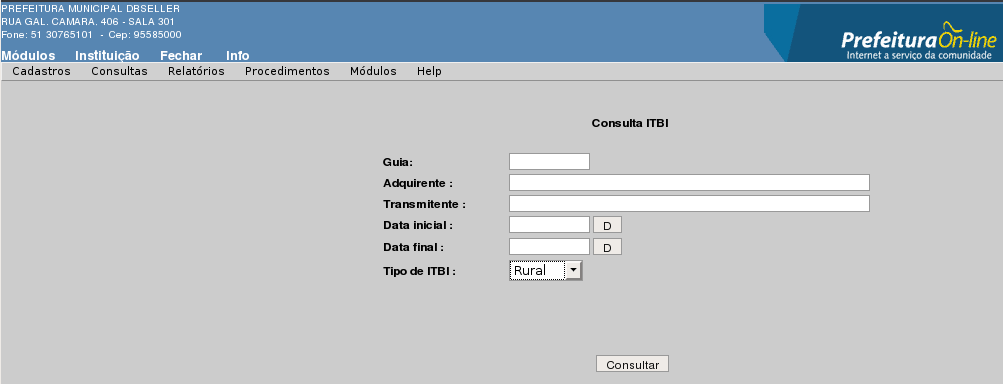 PREFEITURA MUNICIPAL DBSELLER
RUA GAL. CAMARA. 406 - SALA 301
Fone: 51 30765101 - Cep: 95585000
Módulos Instituição Fechar Info
PrefeituraOn-line
Internet a serviço da comunidade
Cadastros Consultas Relatórios Procedimentos Módulos Help
Consulta ITBI
Guia:
Adquirente :
Transmitente :
Data inicial : D
Data final : D
Tipo de ITBI : Rural
Consultar